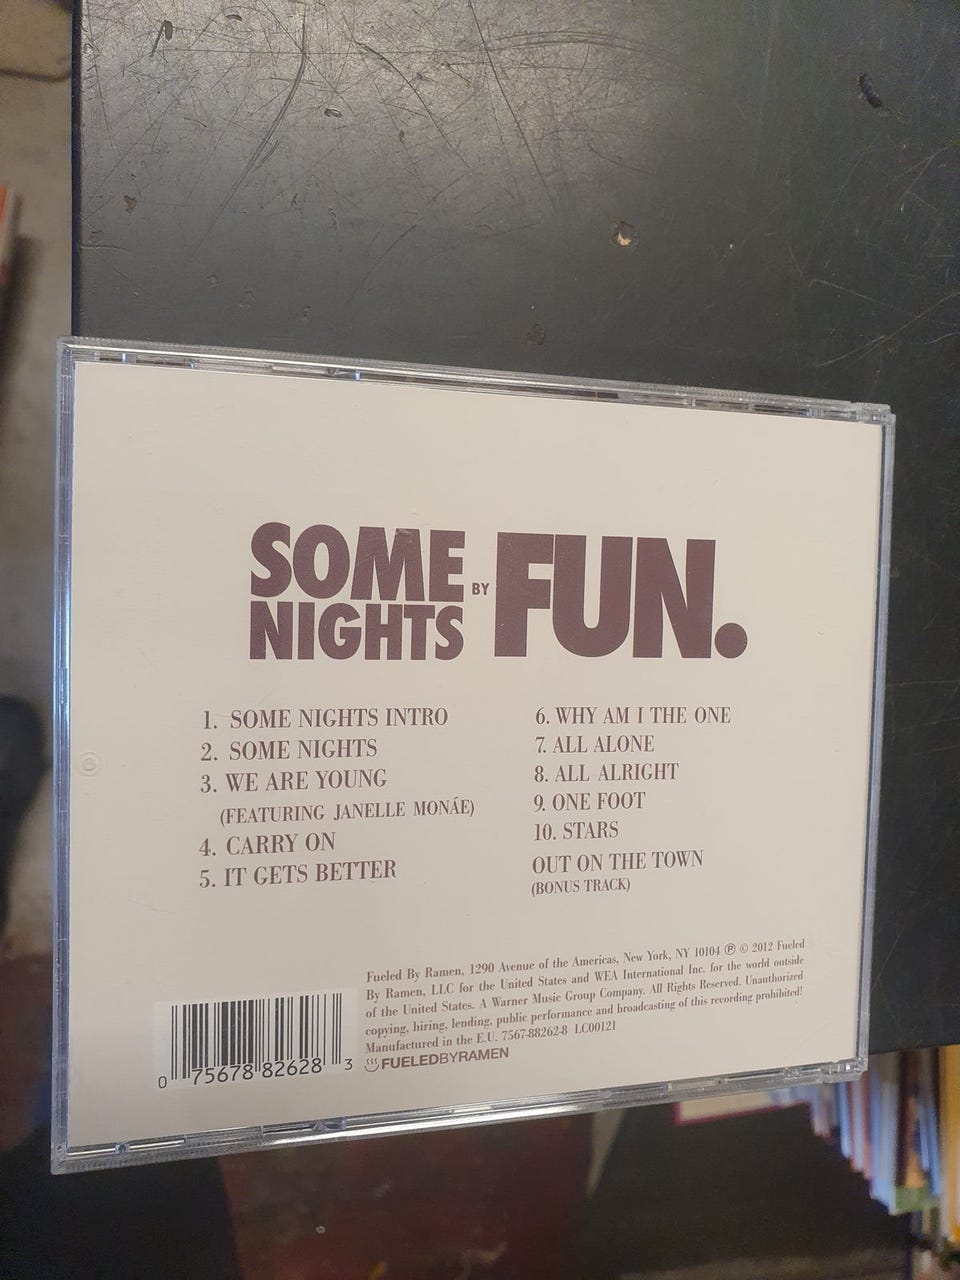 SOME
NIGHTS
BY
FUN.
1. SOME NIGHTS INTRO
2. SOME NIGHTS
3. WE ARE YOUNG
(FEATURING JANELLE MONÁE)
4. CARRY ON
5. IT GETS BETTER
6. WHY AM I THE ONE
7. ALL ALONE
8. ALL ALRIGHT
9. ONE FOOT
10. STARS
OUT ON THE TOWN
(BONUS TRACK)
Fueled By Ramen, 1290 Avenue of the Americas, New York, NY 10104 ℗ © 2012 Fueled
By Ramen, LLC for the United States and WEA International Inc. for the world outside
of the United States. A Warner Music Group Company. All Rights Reserved. Unauthorized
copying, hiring, lending, public performance and broadcasting of this recording prohibited!
Manufactured in the E.U. 7567-88262-8 LC00121
FUELEDBYRAMEN
0 75678 82628 3